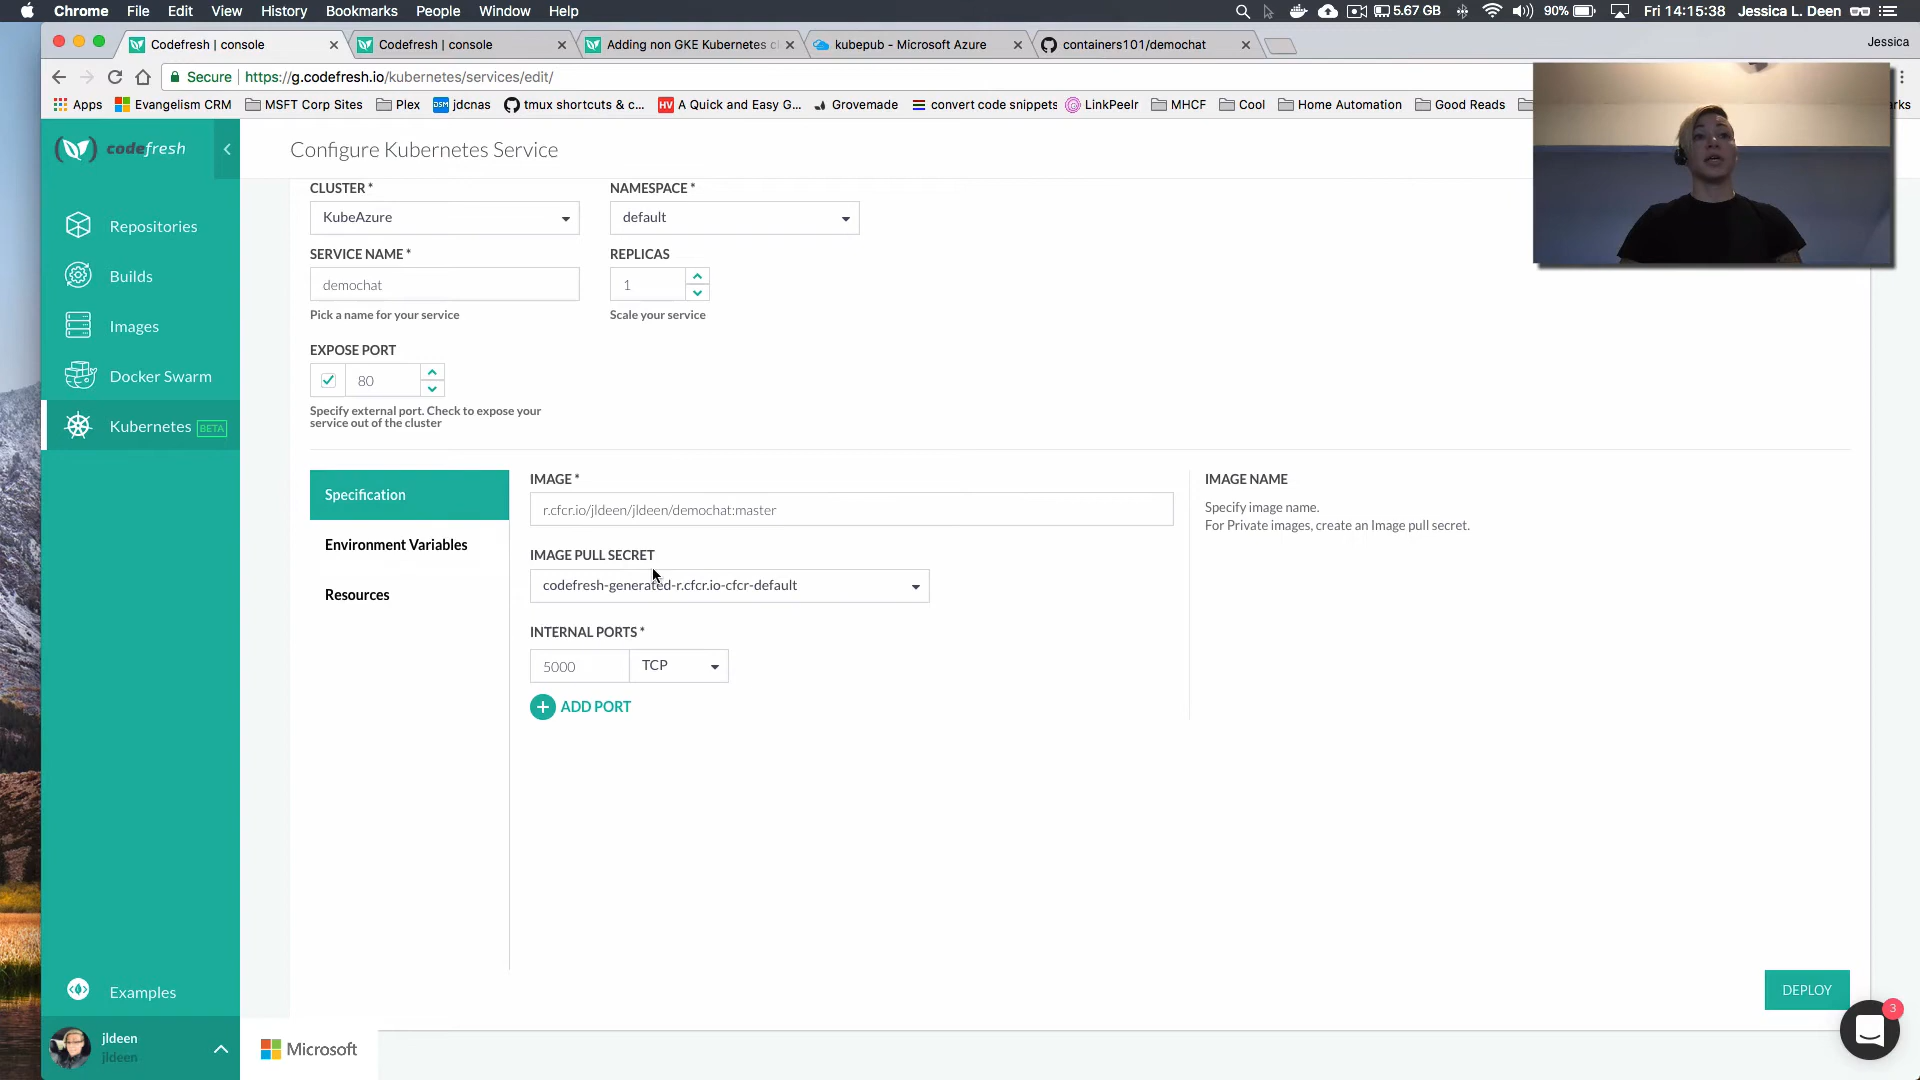 Chrome File Edit View History Bookmarks People Window Help 5.67 GB 90% Fri 14:15:38 Jessica L. Deen
Codefresh | console Codefresh | console Adding non GKE Kubernetes c kubepub - Microsoft Azure containers101/demochat Jessica
Secure https://g.codefresh.io/kubernetes/services/edit/
Apps Evangelism CRM MSFT Corp Sites Plex jdcnas tmux shortcuts & c... A Quick and Easy G... Grovemade convert code snippets LinkPeelr MHCF Cool Home Automation Good Reads rks
codefresh
Configure Kubernetes Service
CLUSTER * NAMESPACE *
KubeAzure default
SERVICE NAME * REPLICAS
demochat 1
Pick a name for your service Scale your service
EXPOSE PORT
80
Specify external port. Check to expose your
service out of the cluster
Repositories
Builds
Images
Docker Swarm
Kubernetes BETA
Specification
Environment Variables
Resources
IMAGE *
r.cfcr.io/jldeen/jldeen/demochat:master
IMAGE PULL SECRET
codefresh-generated-r.cfcr.io-cfcr-default
INTERNAL PORTS *
5000 TCP
ADD PORT
IMAGE NAME
Specify image name.
For Private images, create an Image pull secret.
DEPLOY
Examples
jldeen
jldeen
Microsoft
3